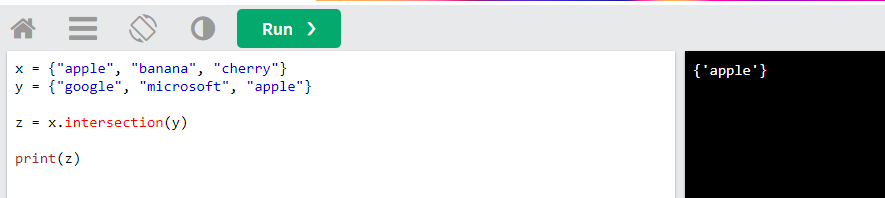 Run ❯
x = {"apple", "banana", "cherry"}
y = {"google", "microsoft", "apple"}
z = x.intersection(y)
print(z)
{'apple'}